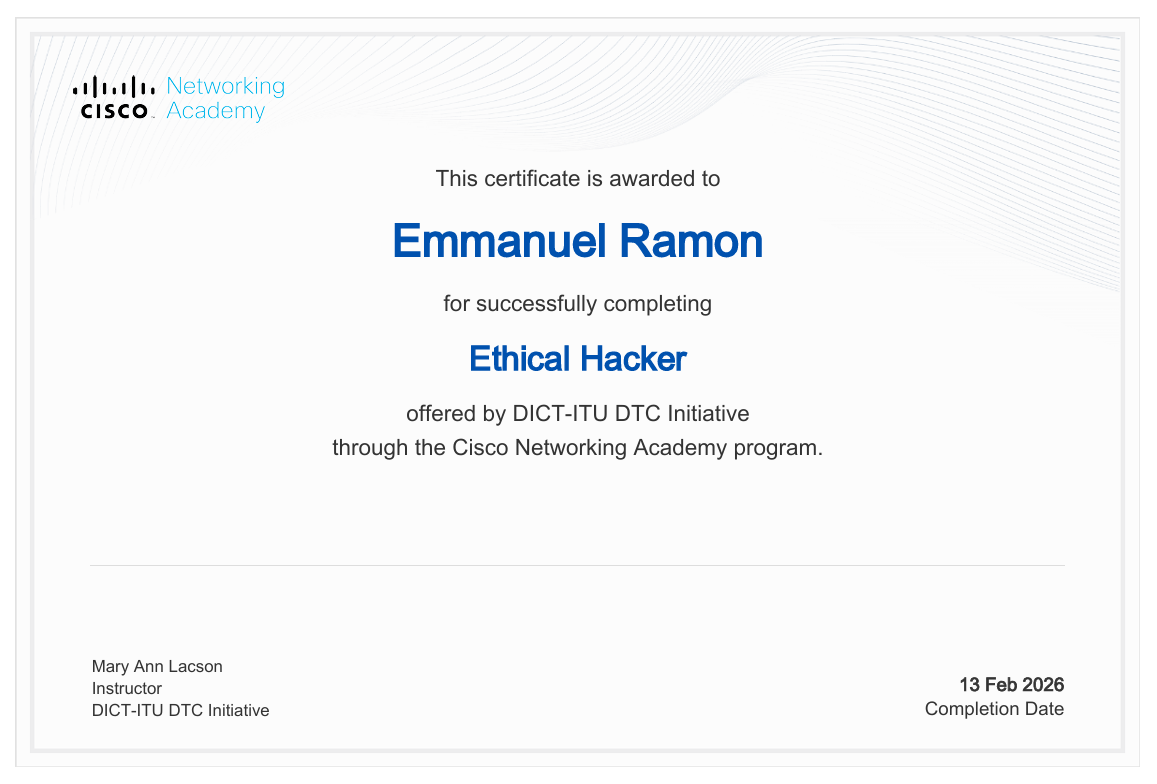 Networking
CISCO Academy
This certificate is awarded to
Emmanuel Ramon
for successfully completing
Ethical Hacker
offered by DICT-ITU DTC Initiative
through the Cisco Networking Academy program.
Mary Ann Lacson
Instructor
DICT-ITU DTC Initiative
13 Feb 2026
Completion Date